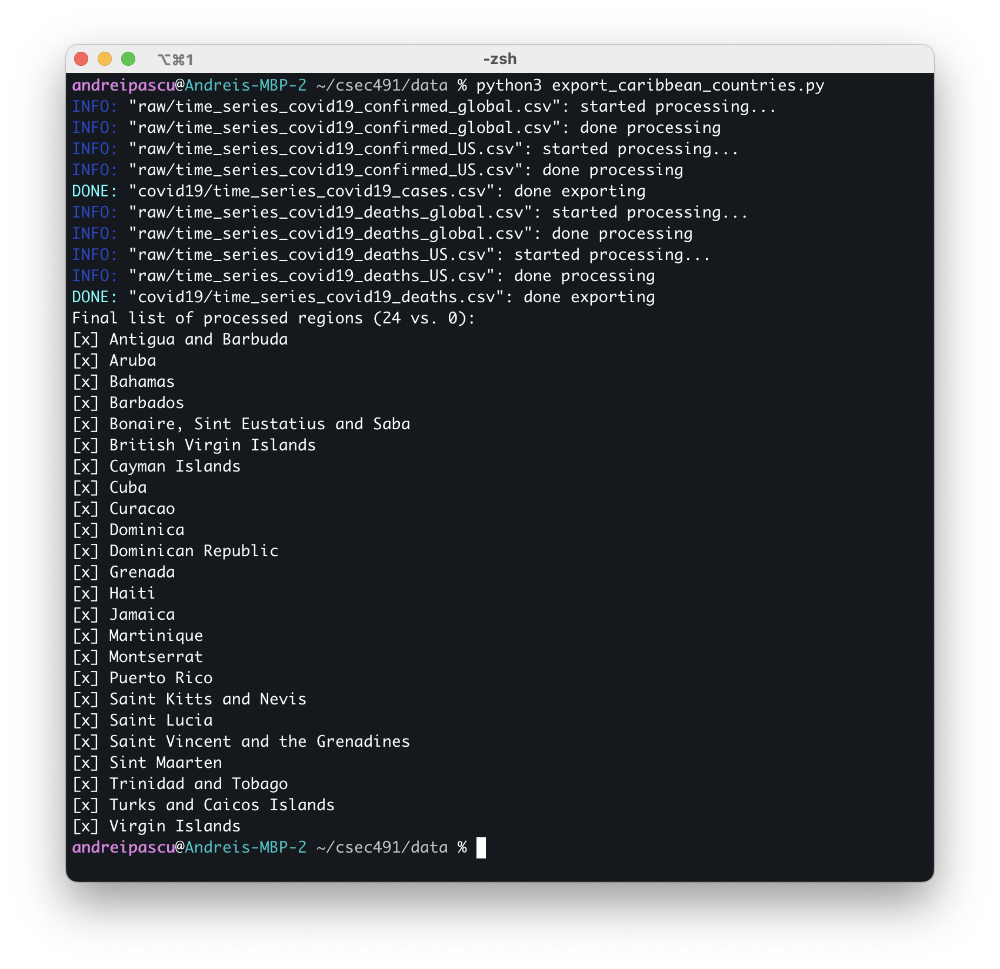 ⌥⌘1
-zsh
andreipascu@Andreis-MBP-2 ~/csec491/data % python3 export_caribbean_countries.py
INFO: "raw/time_series_covid19_confirmed_global.csv": started processing...
INFO: "raw/time_series_covid19_confirmed_global.csv": done processing
INFO: "raw/time_series_covid19_confirmed_US.csv": started processing...
INFO: "raw/time_series_covid19_confirmed_US.csv": done processing
DONE: "covid19/time_series_covid19_cases.csv": done exporting
INFO: "raw/time_series_covid19_deaths_global.csv": started processing...
INFO: "raw/time_series_covid19_deaths_global.csv": done processing
INFO: "raw/time_series_covid19_deaths_US.csv": started processing...
INFO: "raw/time_series_covid19_deaths_US.csv": done processing
DONE: "covid19/time_series_covid19_deaths.csv": done exporting
Final list of processed regions (24 vs. 0):
[x] Antigua and Barbuda
[x] Aruba
[x] Bahamas
[x] Barbados
[x] Bonaire, Sint Eustatius and Saba
[x] British Virgin Islands
[x] Cayman Islands
[x] Cuba
[x] Curacao
[x] Dominica
[x] Dominican Republic
[x] Grenada
[x] Haiti
[x] Jamaica
[x] Martinique
[x] Montserrat
[x] Puerto Rico
[x] Saint Kitts and Nevis
[x] Saint Lucia
[x] Saint Vincent and the Grenadines
[x] Sint Maarten
[x] Trinidad and Tobago
[x] Turks and Caicos Islands
[x] Virgin Islands
andreipascu@Andreis-MBP-2 ~/csec491/data %